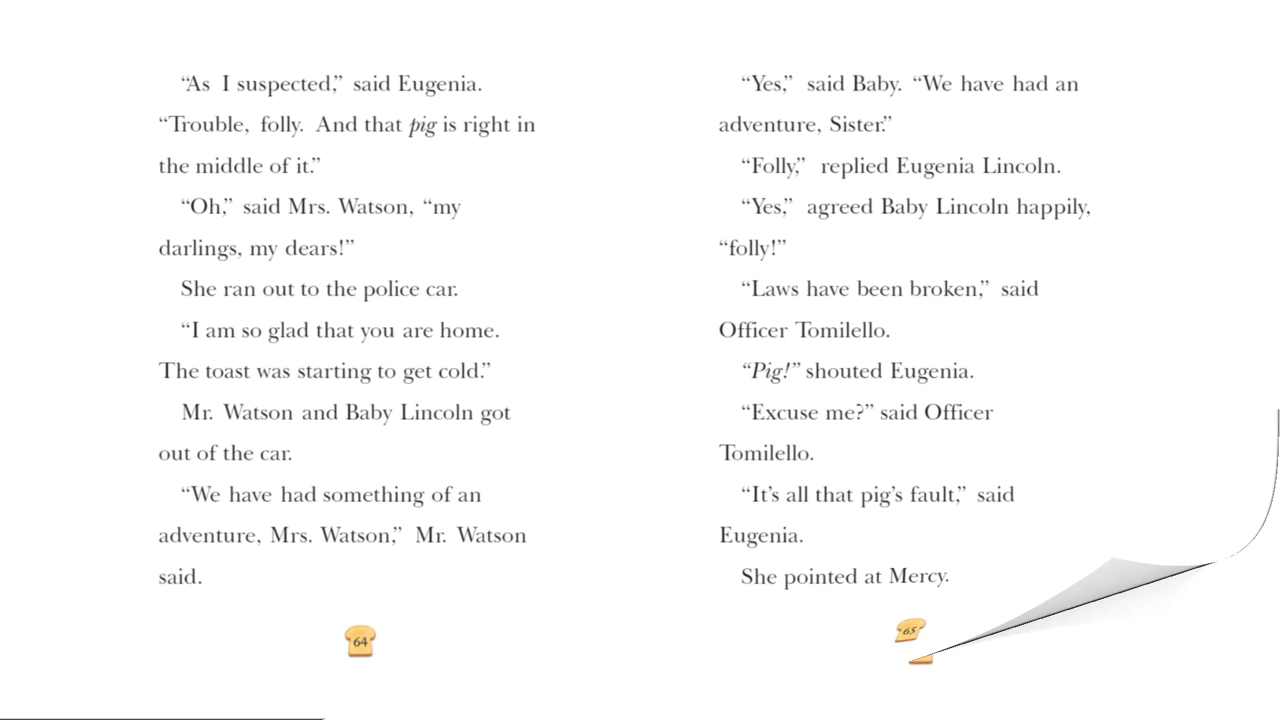 “As I suspected,” said Eugenia.
“Trouble, folly. And that pig is right in
the middle of it.”
“Oh,” said Mrs. Watson, “my
darlings, my dears!”
She ran out to the police car.
“I am so glad that you are home.
The toast was starting to get cold.”
Mr. Watson and Baby Lincoln got
out of the car.
“We have had something of an
adventure, Mrs. Watson,” Mr. Watson
said.
64
“Yes,” said Baby. “We have had an
adventure, Sister.”
“Folly,” replied Eugenia Lincoln.
“Yes,” agreed Baby Lincoln happily,
“folly!”
“Laws have been broken,” said
Officer Tomilello.
“Pig!” shouted Eugenia.
“Excuse me?” said Officer
Tomilello.
“It’s all that pig’s fault,” said
Eugenia.
She pointed at Mercy.
65